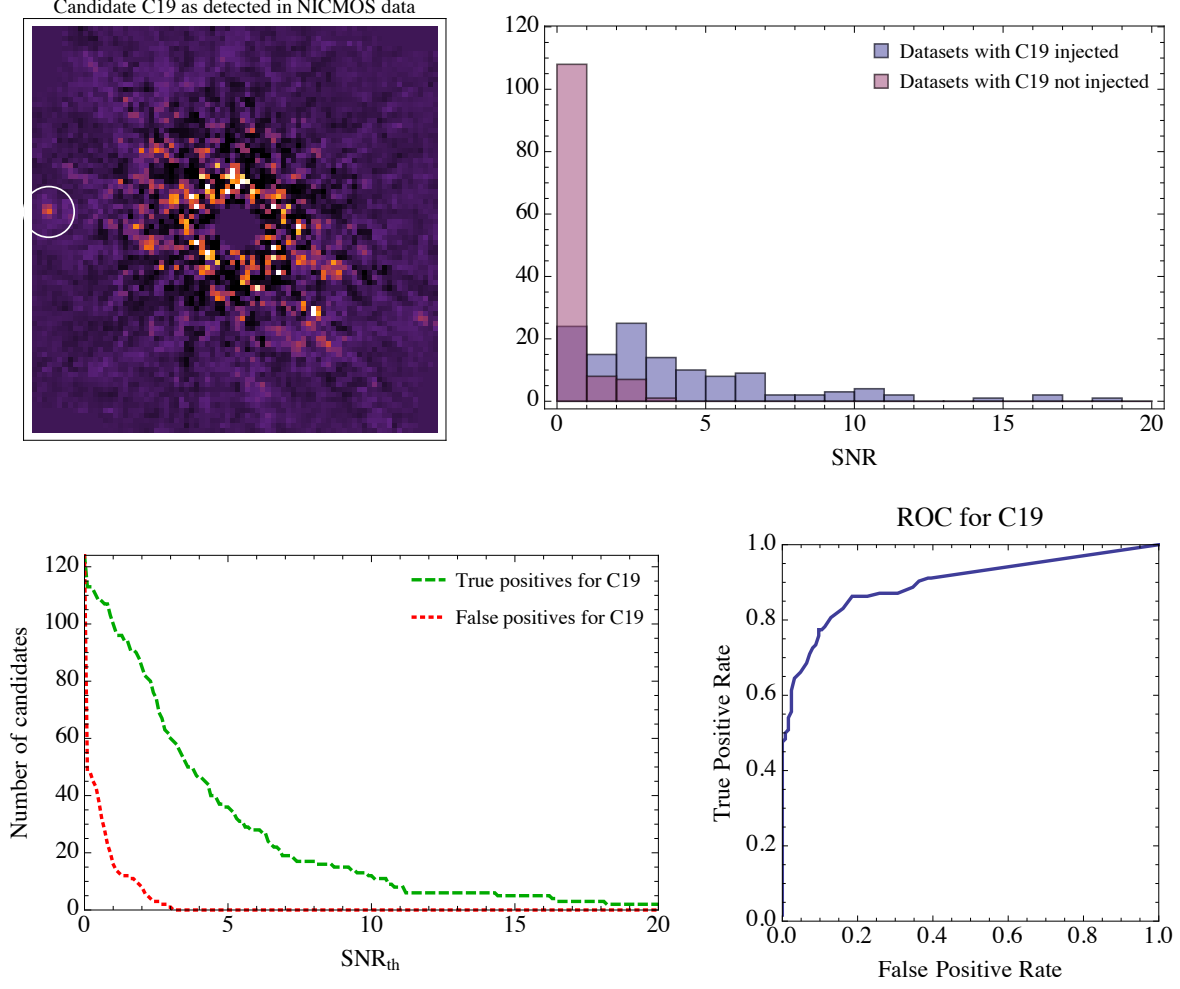 Candidate C19 as detected in NICMOS data
120
100
80
60
40
20
0
0 5 10 15 20
SNR
Datasets with C19 injected
Datasets with C19 not injected
Number of candidates
120
100
80
60
40
20
0
0 5 10 15 20
SNRth
True positives for C19
False positives for C19
ROC for C19
True Positive Rate
1.0
0.8
0.6
0.4
0.2
0.0
0.0 0.2 0.4 0.6 0.8 1.0
False Positive Rate